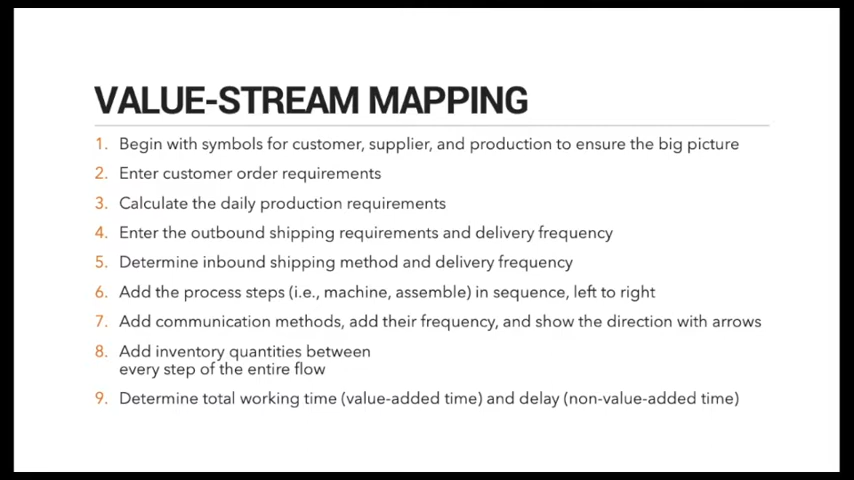 VALUE-STREAM MAPPING
1. Begin with symbols for customer, supplier, and production to ensure the big picture
2. Enter customer order requirements
3. Calculate the daily production requirements
4. Enter the outbound shipping requirements and delivery frequency
5. Determine inbound shipping method and delivery frequency
6. Add the process steps (i.e., machine, assemble) in sequence, left to right
7. Add communication methods, add their frequency, and show the direction with arrows
8. Add inventory quantities between
every step of the entire flow
9. Determine total working time (value-added time) and delay (non-value-added time)